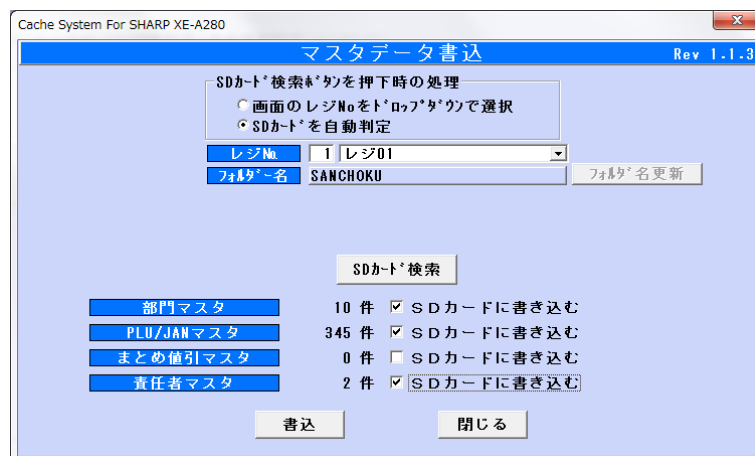 Cache System For SHARP XE-A280
マスタデータ書込 Rev 1.1.3
SDｶｰﾄﾞ検索ﾎﾞﾀﾝを押下時の処理
画面のレジNoをﾄﾞﾛｯﾌﾟﾀﾞｳﾝで選択
SDｶｰﾄﾞを自動判定
レジ№ 1 レジ01
ﾌｫﾙﾀﾞｰ名 SANCHOKU ﾌｫﾙﾀﾞ名更新
SDｶｰﾄﾞ検索
部門マスタ 10 件 ＳＤカードに書き込む
PLU/JANマスタ 345 件 ＳＤカードに書き込む
まとめ値引マスタ 0 件 ＳＤカードに書き込む
責任者マスタ 2 件 ＳＤカードに書き込む
書込 閉じる